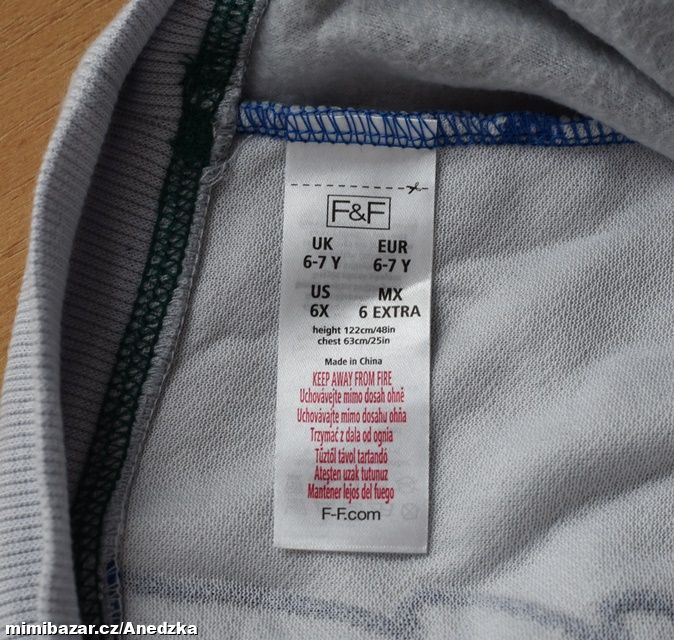 F&F
UK EUR
6-7 Y 6-7 Y
US MX
6X 6 EXTRA
height 122cm/48in
chest 63cm/25in
Made in China
KEEP AWAY FROM FIRE
Uchovávejte mimo dosah ohně
Uchovávajte mimo dosahu ohňa
Trzymać z dala od ognia
Tűztől távol tartandó
Ateşten uzak tutunuz
Mantener lejos del fuego
F-F.com
mimibazar.cz/Anedzka